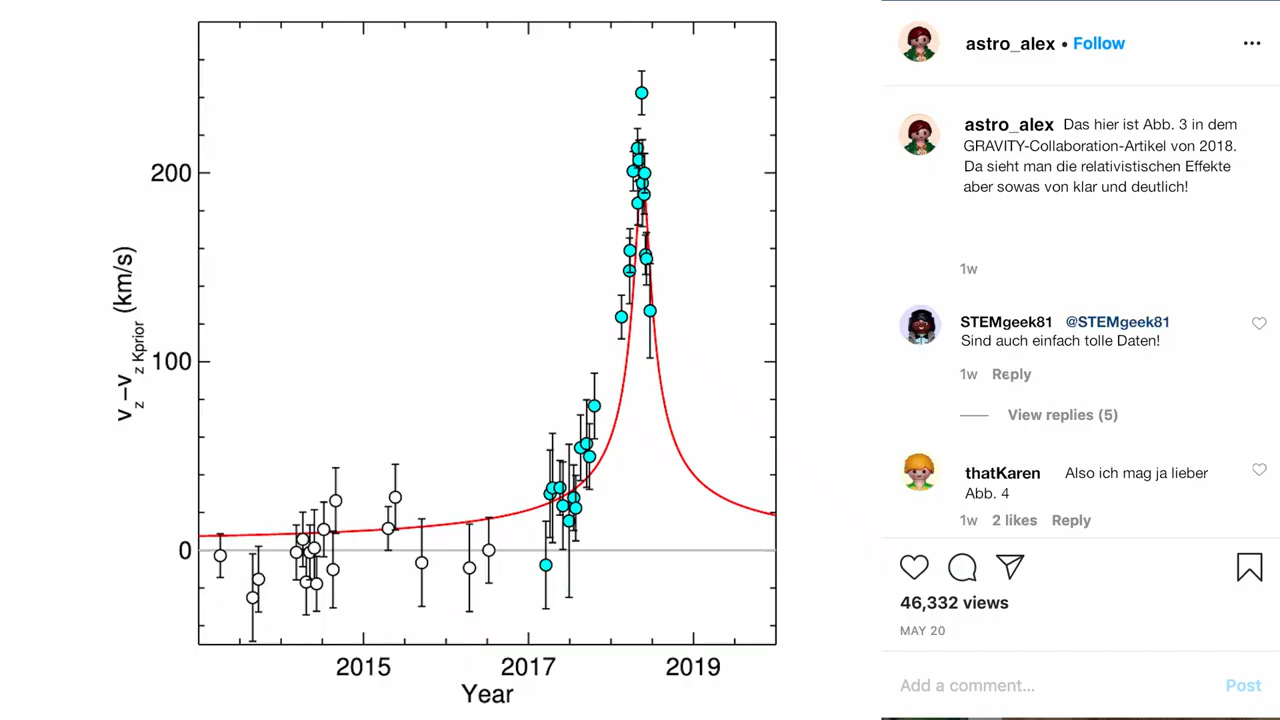 200
100
0
v z – v z Kprior (km/s)
2015 2017 2019
Year
astro_alex • Follow
astro_alex Das hier ist Abb. 3 in dem
GRAVITY-Collaboration-Artikel von 2018.
Da sieht man die relativistischen Effekte
aber sowas von klar und deutlich!
1w
STEMgeek81 @STEMgeek81
Sind auch einfach tolle Daten!
1w Reply
View replies (5)
thatKaren Also ich mag ja lieber
Abb. 4
1w 2 likes Reply
46,332 views
MAY 20
Add a comment... Post